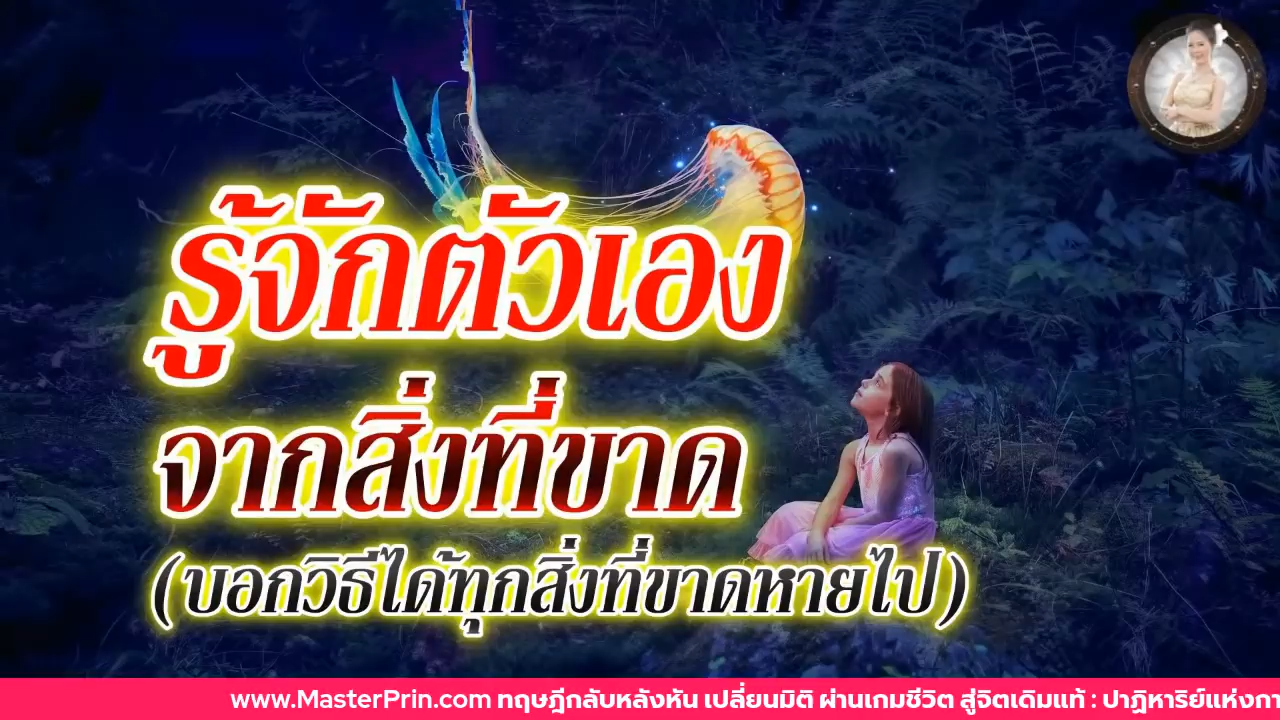 รู้จักตัวเอง
จากสิ่งที่ขาด
(บอกวิธีได้ทุกสิ่งที่ขาดหายไป)
www.MasterPrin.com ทฤษฎีกลับหลังหัน เปลี่ยนมิติ ผ่านเกมชีวิต สู่จิตเดิมแท้ : ปาฏิหาริย์แห่งกา